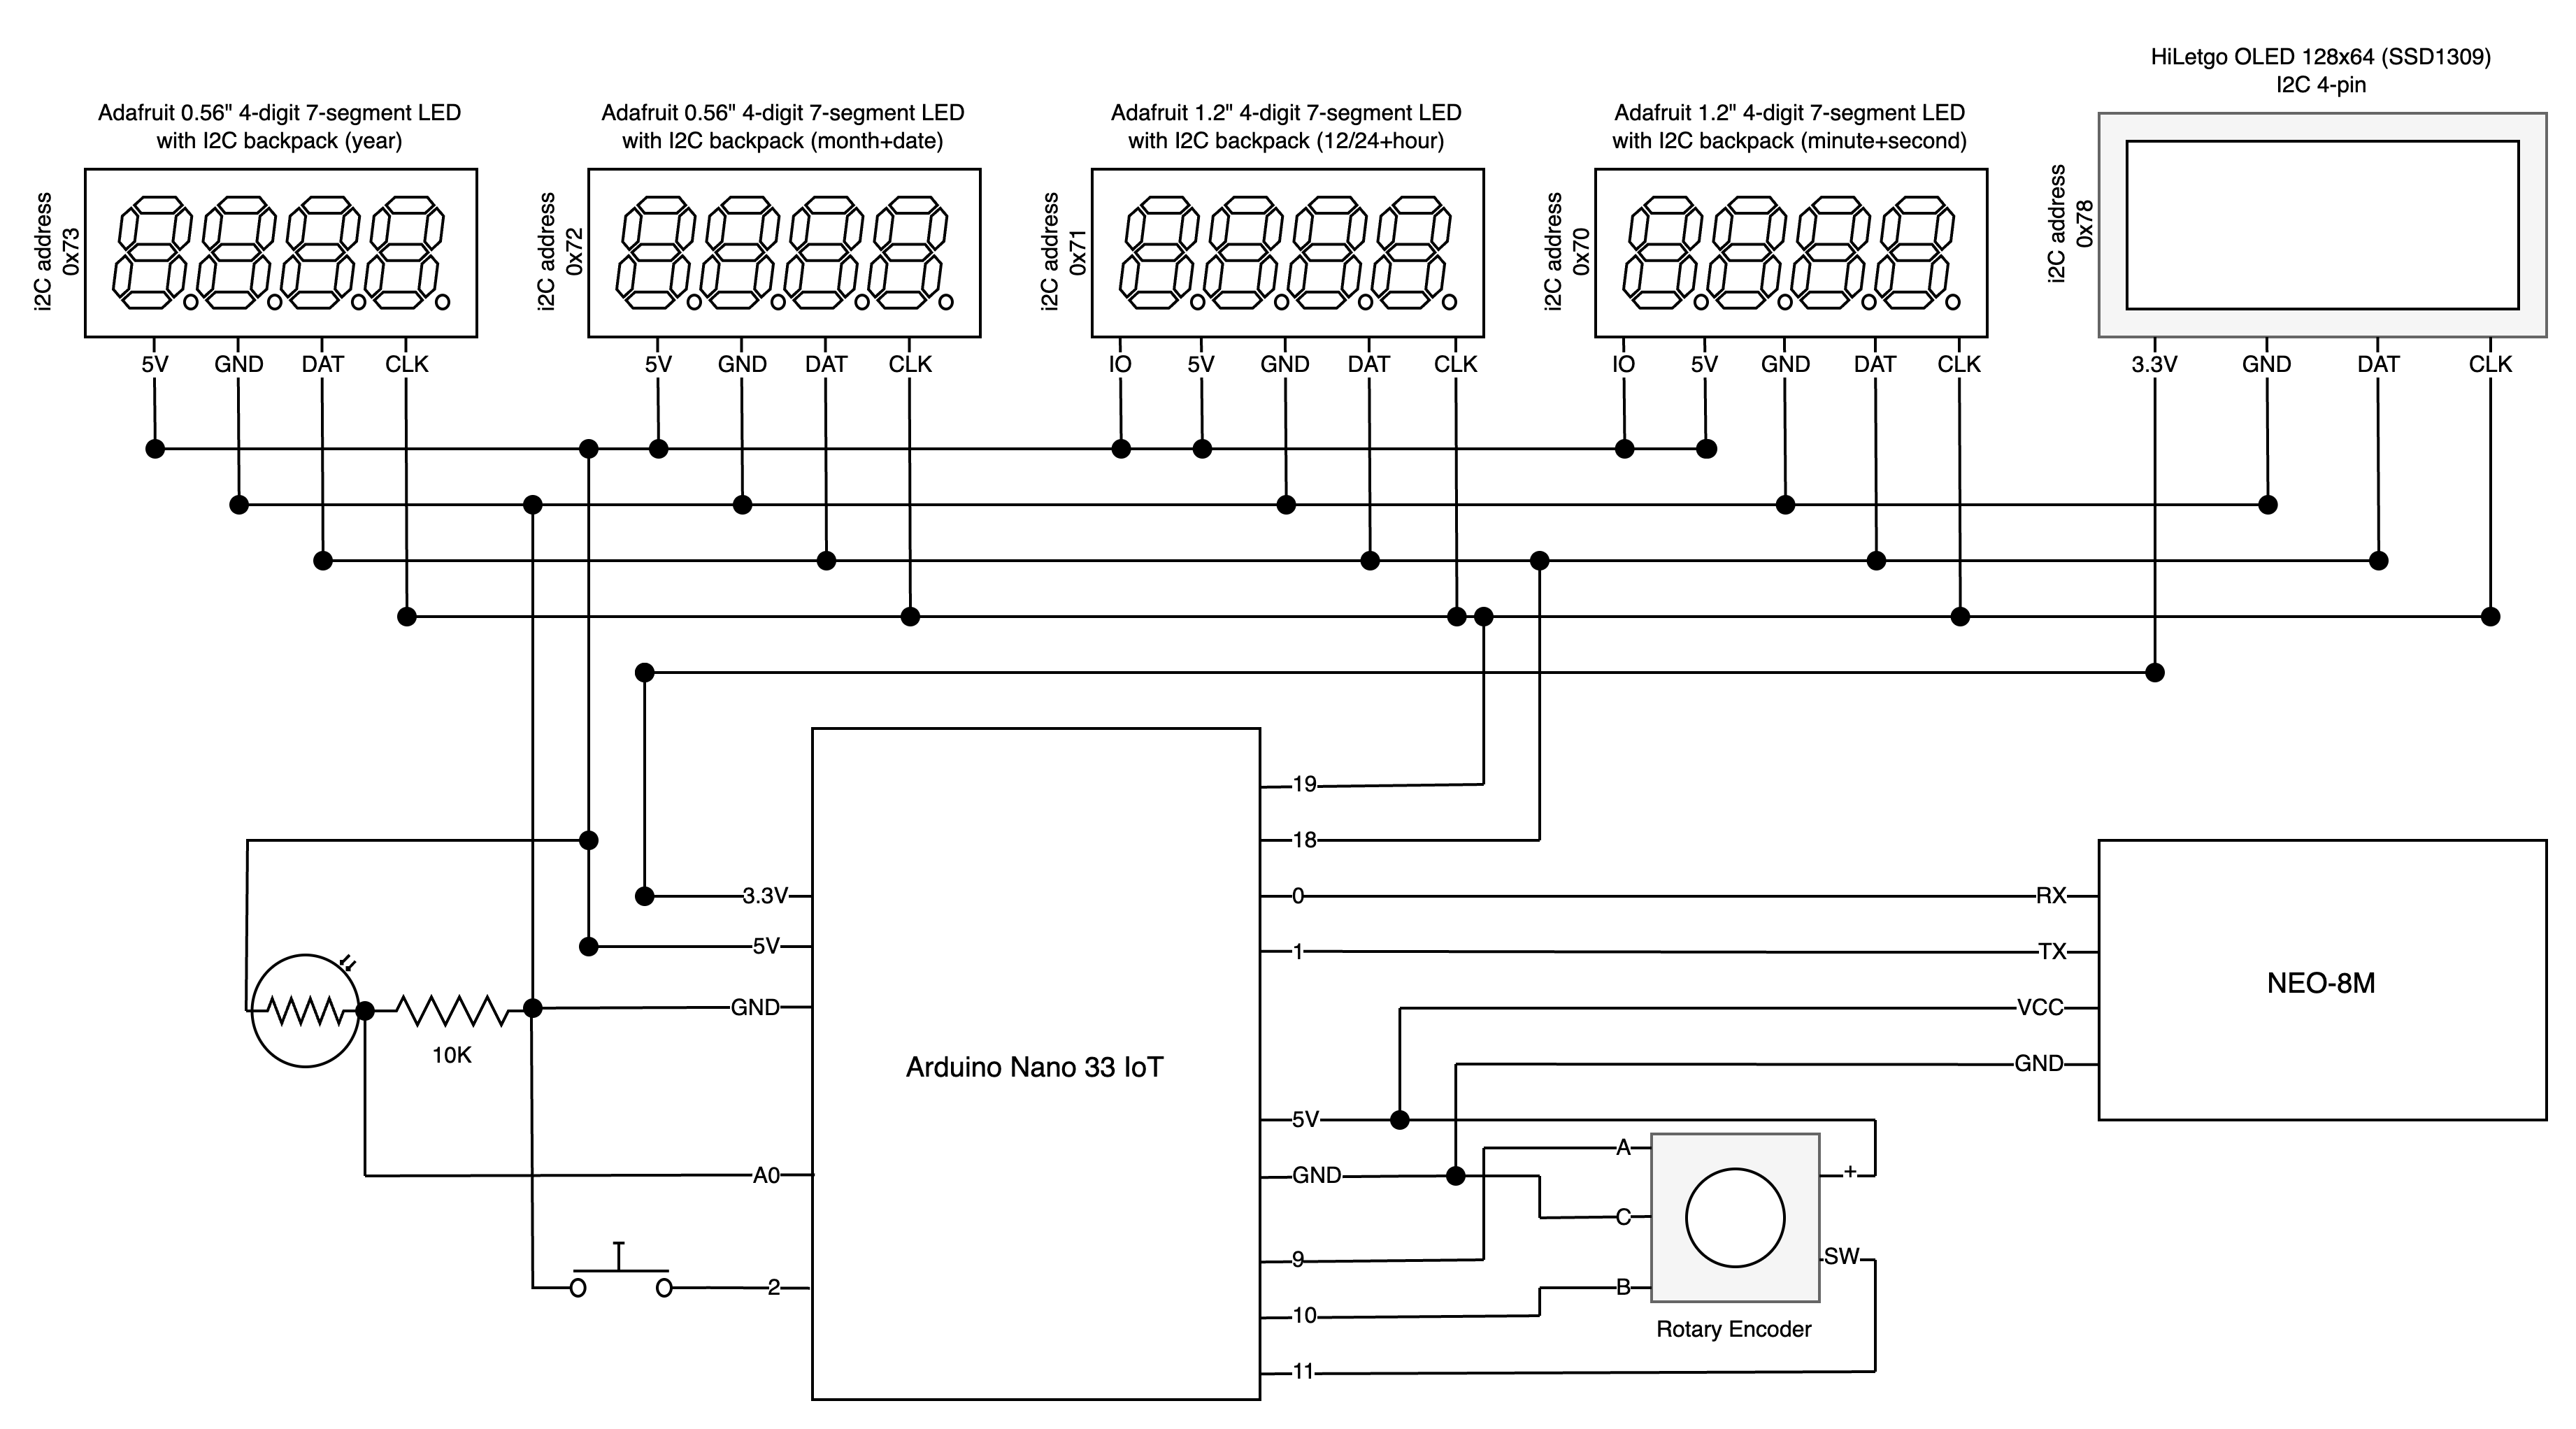 HiLetgo OLED 128x64 (SSD1309)
I2C 4-pin
Adafruit 0.56" 4-digit 7-segment LED
with I2C backpack (year)
Adafruit 0.56" 4-digit 7-segment LED
with I2C backpack (month+date)
Adafruit 1.2" 4-digit 7-segment LED
with I2C backpack (12/24+hour)
Adafruit 1.2" 4-digit 7-segment LED
with I2C backpack (minute+second)
i2C address
0x73
i2C address
0x72
i2C address
0x71
i2C address
0x70
i2C address
0x78
5V GND DAT CLK
5V GND DAT CLK
IO 5V GND DAT CLK
IO 5V GND DAT CLK
3.3V GND DAT CLK
3.3V
5V
GND
A0
2
10K
Arduino Nano 33 IoT
19
18
0
1
5V
GND
9
10
11
RX
TX
VCC
GND
NEO-8M
A
C
B
+
SW
Rotary Encoder